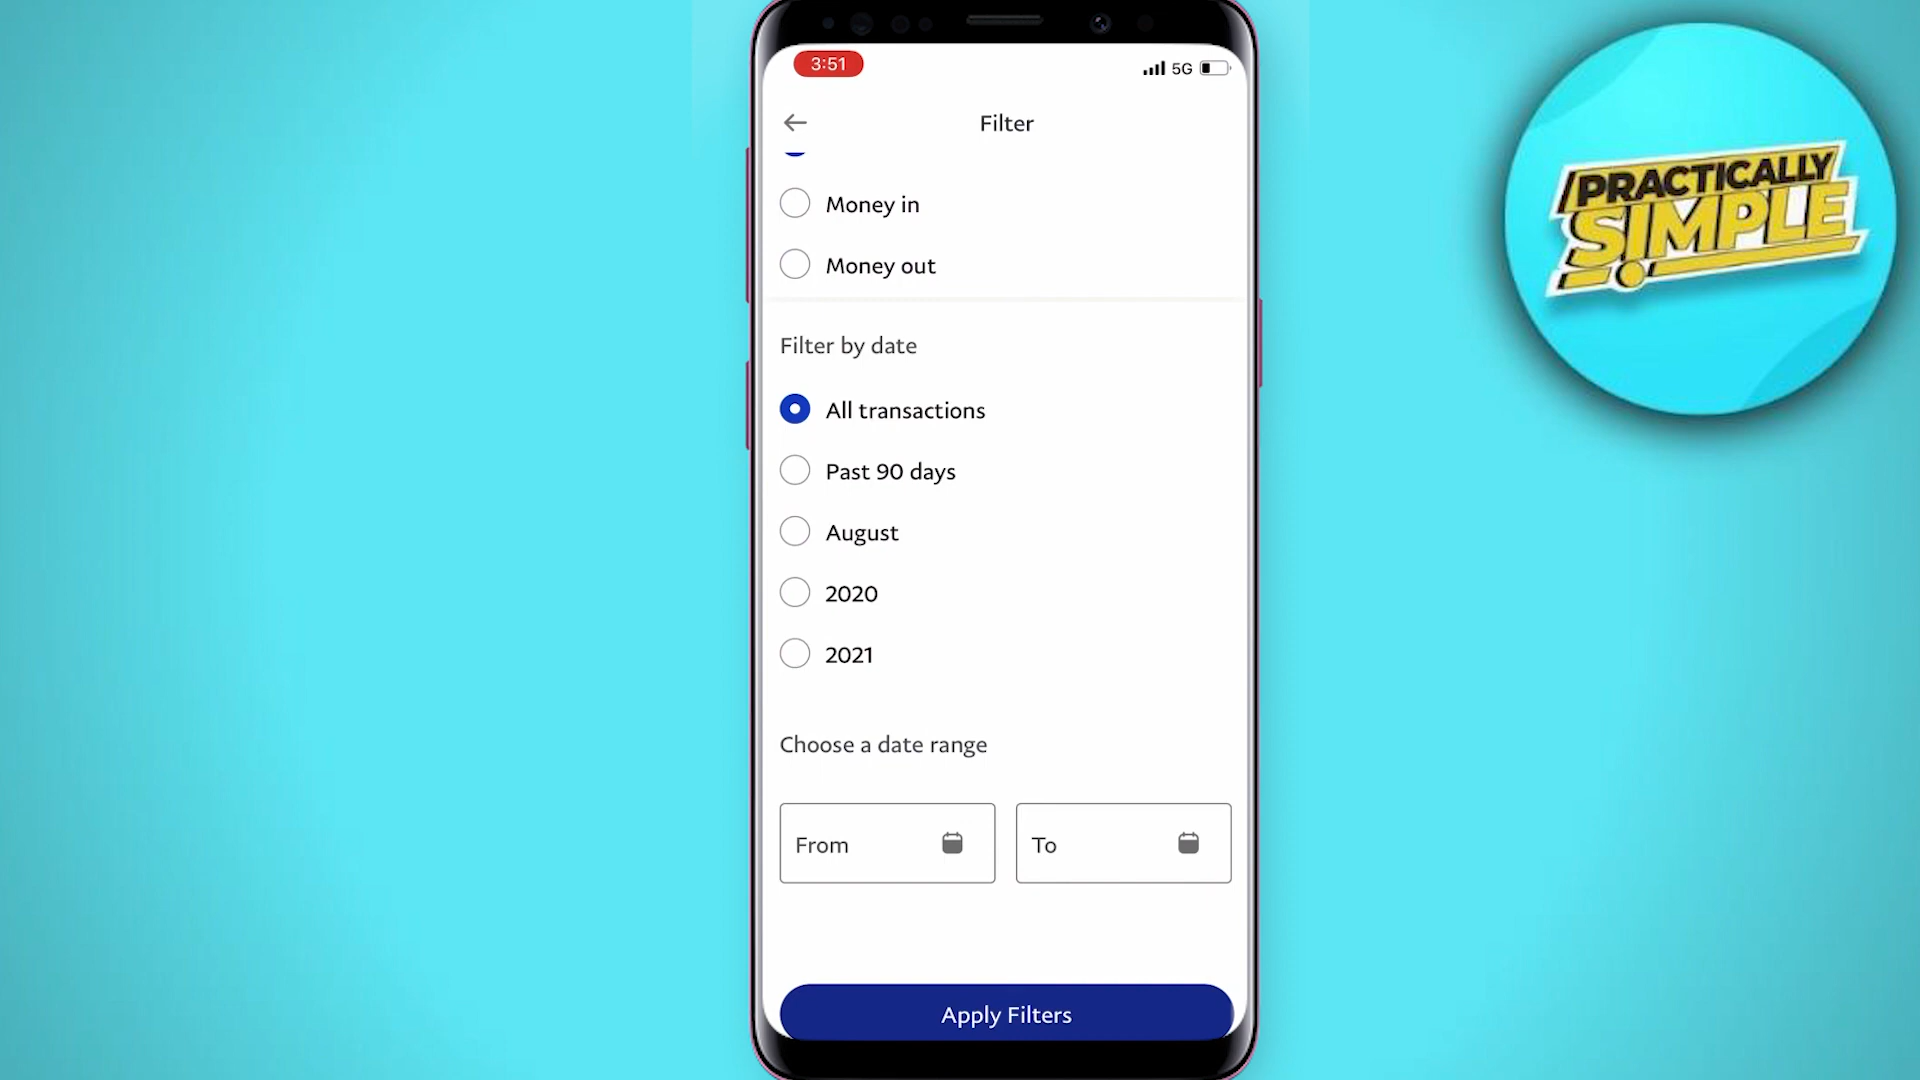 3:51
5G
Filter
Money in
Money out
Filter by date
All transactions
Past 90 days
August
2020
2021
Choose a date range
From
To
Apply Filters
PRACTICALLY
SIMPLE